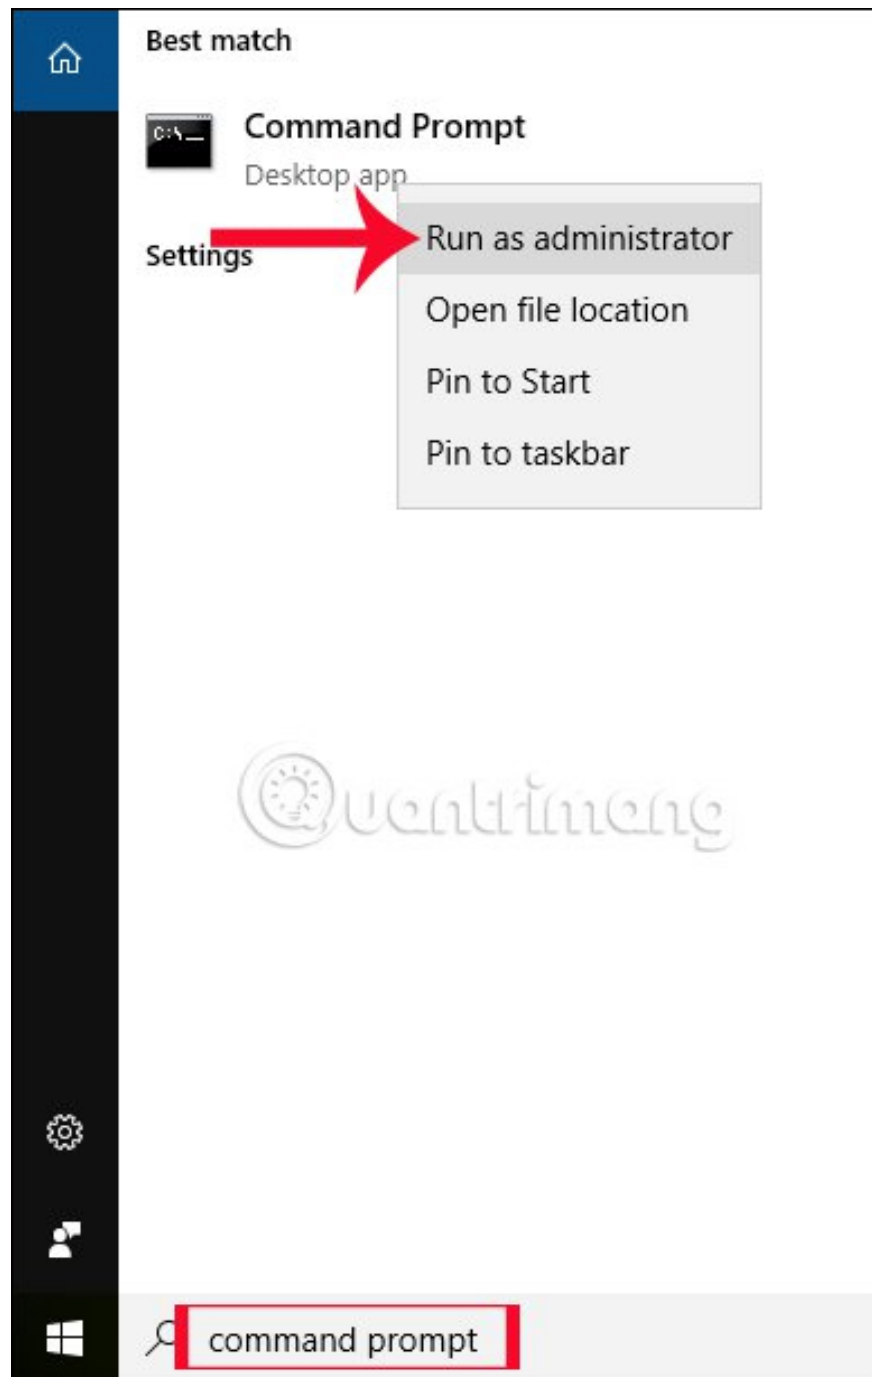 Best match
C:\_
Command Prompt
Desktop app
Run as administrator
Settings
Open file location
Pin to Start
Pin to taskbar
Quantrimang
command prompt